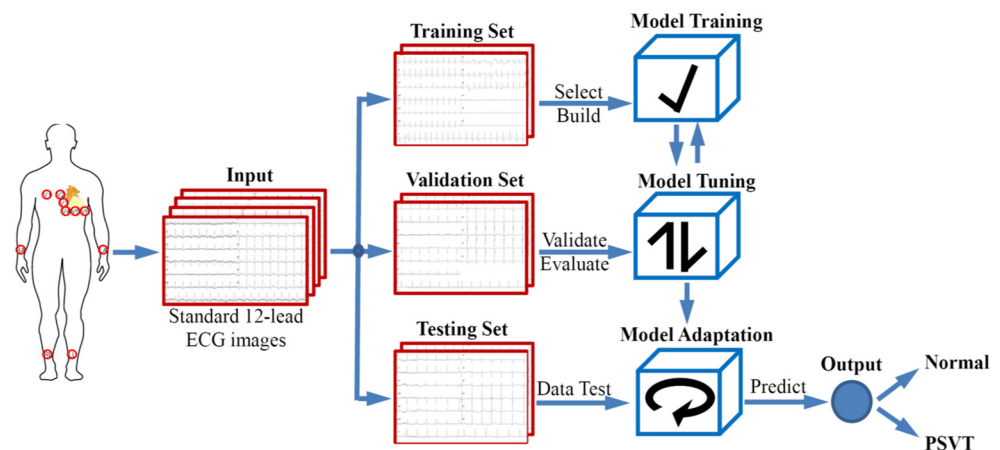 Input
Standard 12-lead
ECG images
Training Set
Select
Build
Model Training
Validation Set
Validate
Evaluate
Model Tuning
Testing Set
Data Test
Model Adaptation
Predict
Output
Normal
PSVT